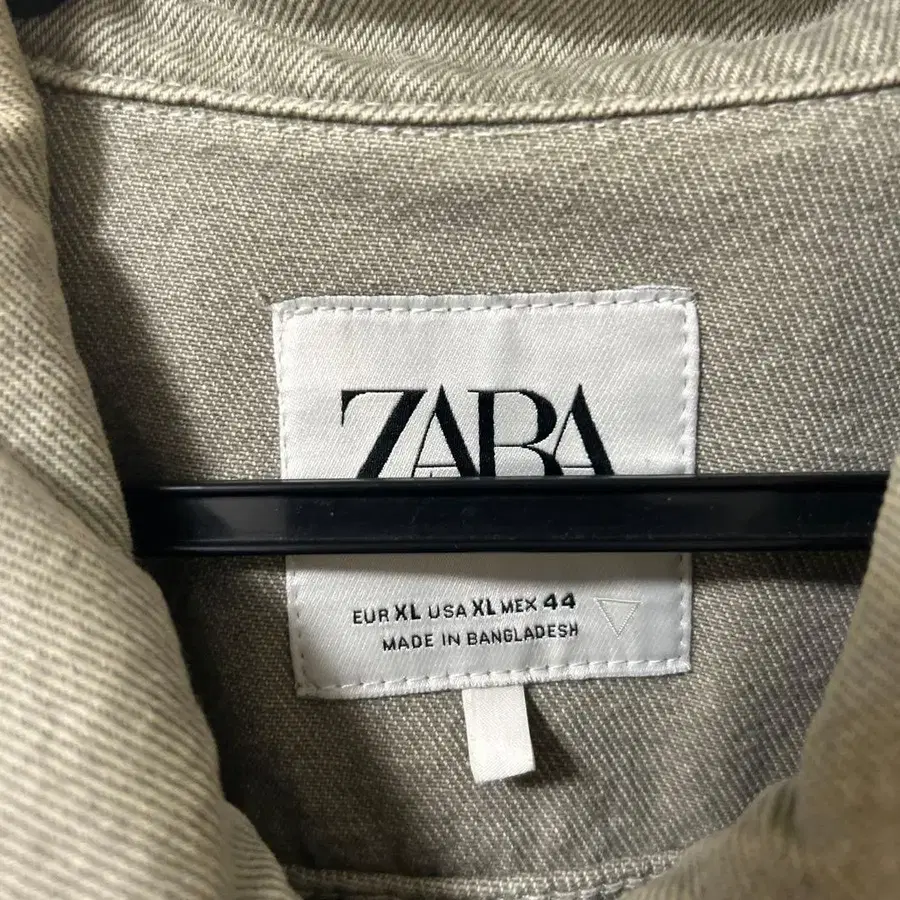 ZARA
EUR XL USA XL MEX 44
MADE IN BANGLADESH